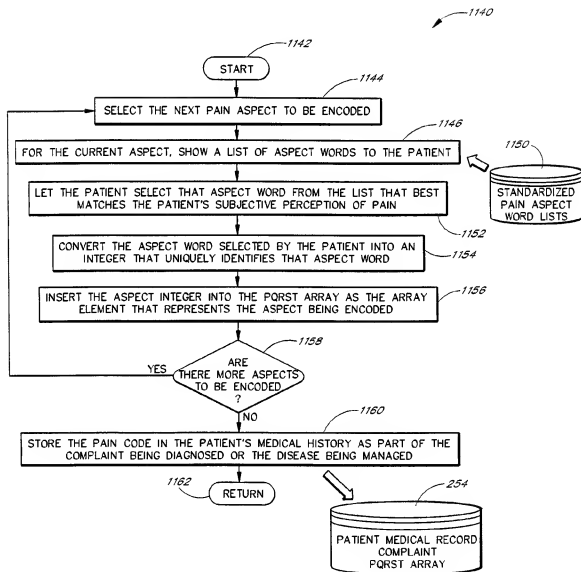 1140
1142
START
1144
SELECT THE NEXT PAIN ASPECT TO BE ENCODED
1146
FOR THE CURRENT ASPECT, SHOW A LIST OF ASPECT WORDS TO THE PATIENT
1150
STANDARDIZED
PAIN ASPECT
WORD LISTS
LET THE PATIENT SELECT THAT ASPECT WORD FROM THE LIST THAT BEST
MATCHES THE PATIENT'S SUBJECTIVE PERCEPTION OF PAIN
1152
CONVERT THE ASPECT WORD SELECTED BY THE PATIENT INTO AN
INTEGER THAT UNIQUELY IDENTIFIES THAT ASPECT WORD
1154
INSERT THE ASPECT INTEGER INTO THE PQRST ARRAY AS THE ARRAY
ELEMENT THAT REPRESENTS THE ASPECT BEING ENCODED
1156
1158
YES
ARE
THERE MORE ASPECTS
TO BE ENCODED
?
NO
1160
STORE THE PAIN CODE IN THE PATIENT'S MEDICAL HISTORY AS PART OF THE
COMPLAINT BEING DIAGNOSED OR THE DISEASE BEING MANAGED
1162
RETURN
254
PATIENT MEDICAL RECORD
COMPLAINT
PQRST ARRAY